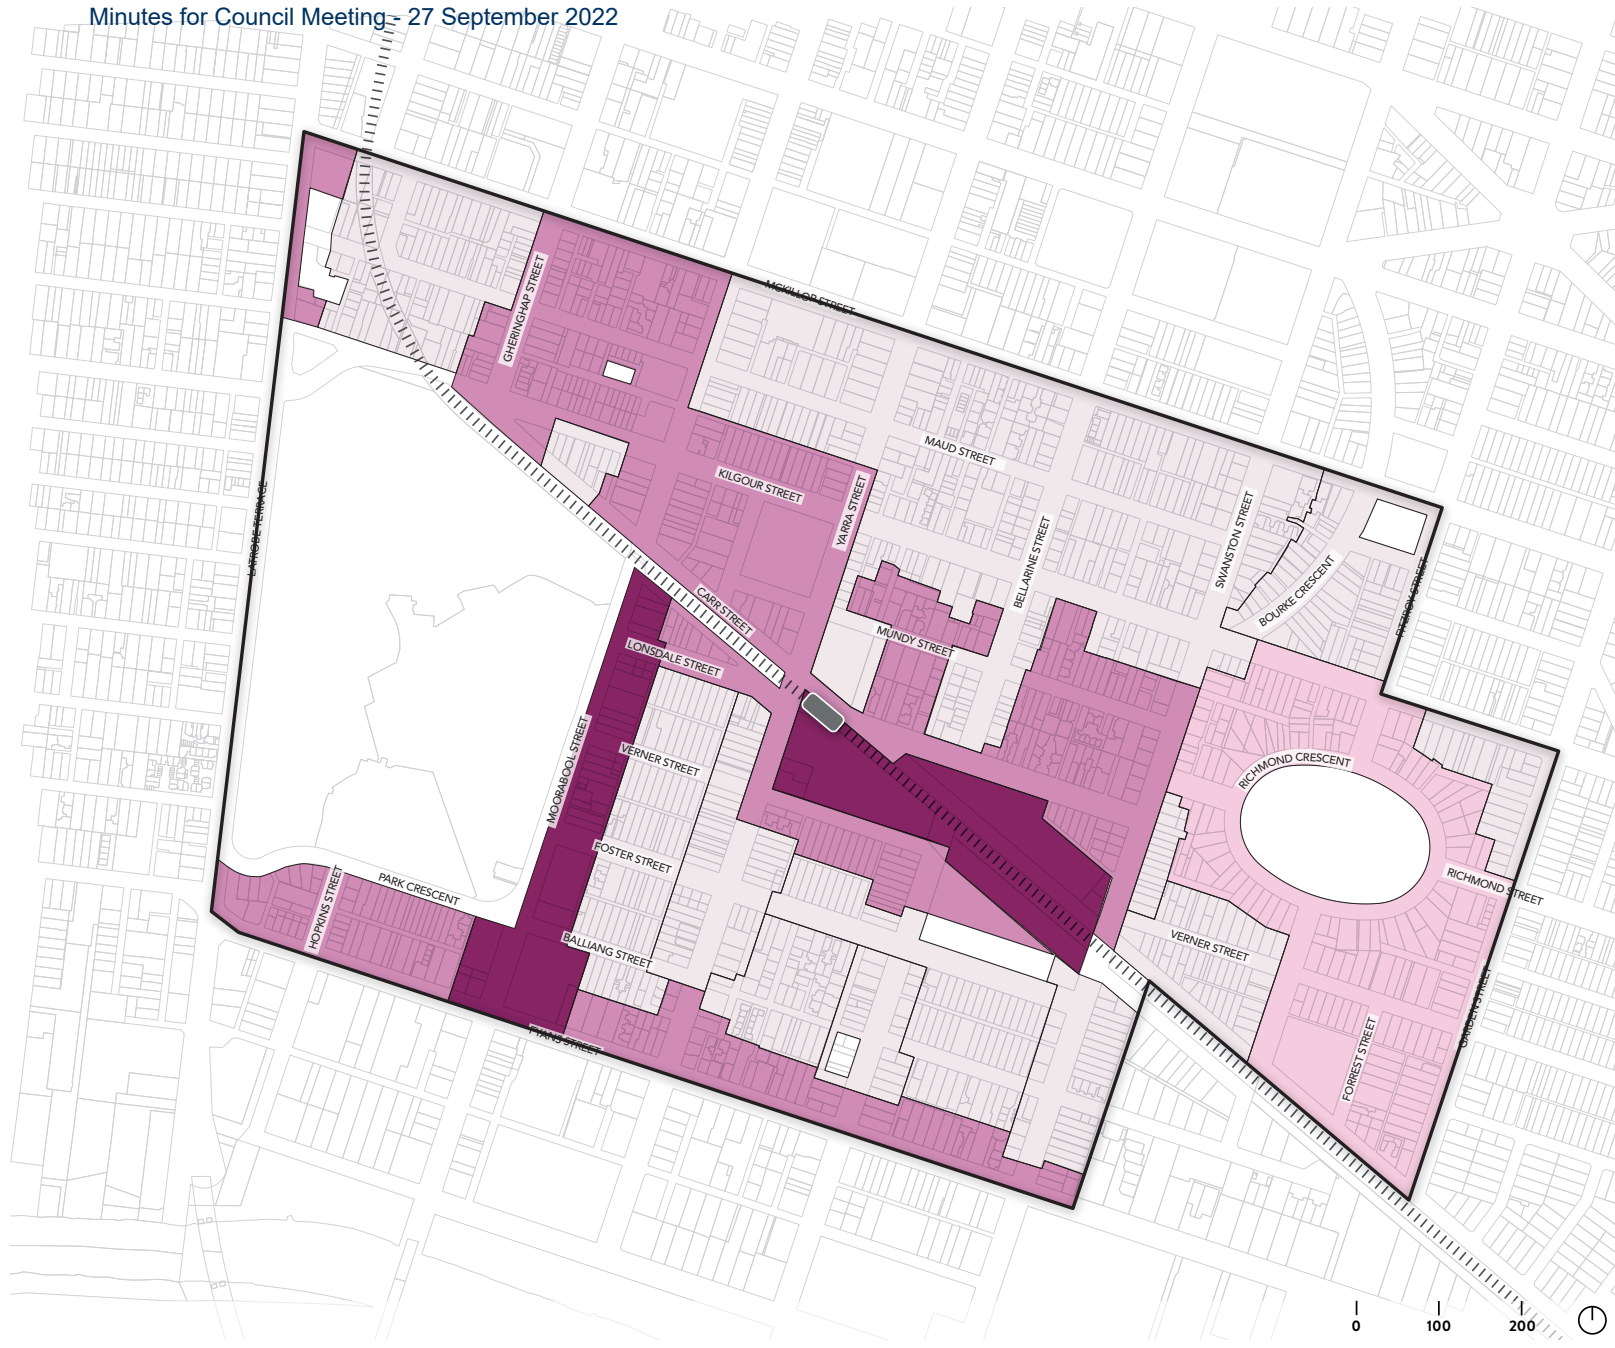 Minutes for Council Meeting - 27 September 2022
MCKILLOP STREET
GHERINGHAP STREET
MAUD STREET
KILGOUR STREET
YARRA STREET
LATROBE TERRACE
BELLARINE STREET
SWANSTON STREET
BOURKE CRESCENT
FITZROY STREET
CARR STREET
MUNDY STREET
LONSDALE STREET
MOORABOOL STREET
VERNER STREET
RICHMOND CRESCENT
FOSTER STREET
RICHMOND STREET
PARK CRESCENT
HOPKINS STREET
BALLIANG STREET
VERNER STREET
GARDEN STREET
FYANS STREET
FORREST STREET
0 100 200